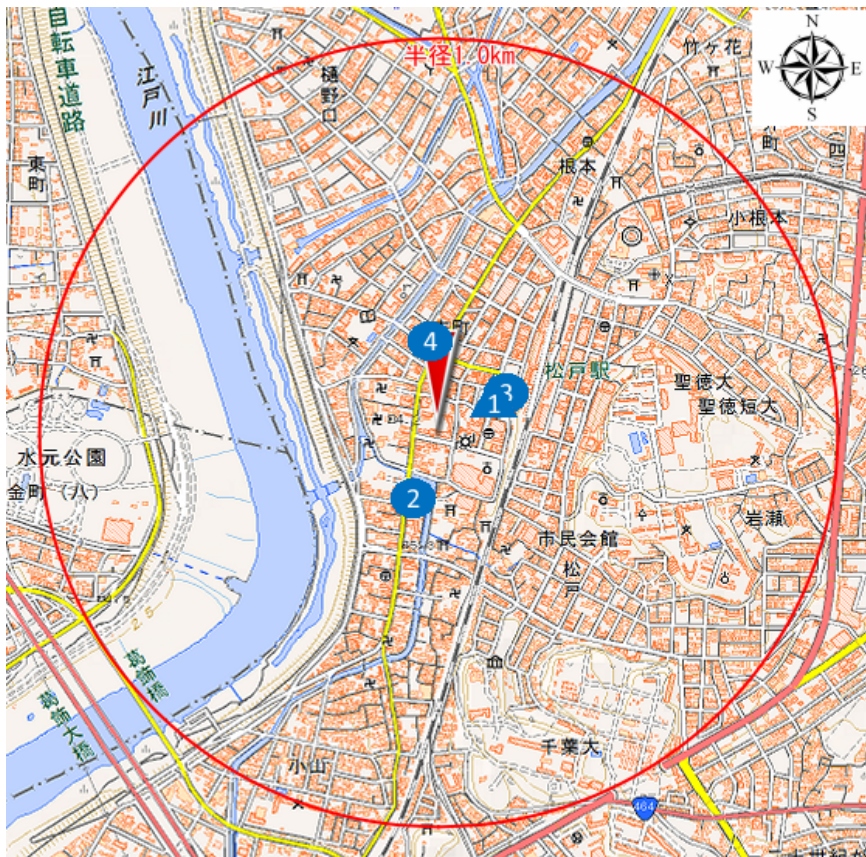 N
W
E
S
半径1.0km
自転車道路
江戸川
樋野口
竹ヶ花
東町
根本
小根本
4
松戸駅
3
1
聖徳大
聖徳短大
水元公園
金町(八)
2
市民会館
岩瀬
松戸
葛飾橋
葛飾大橋
2.5
小山
千葉大
464